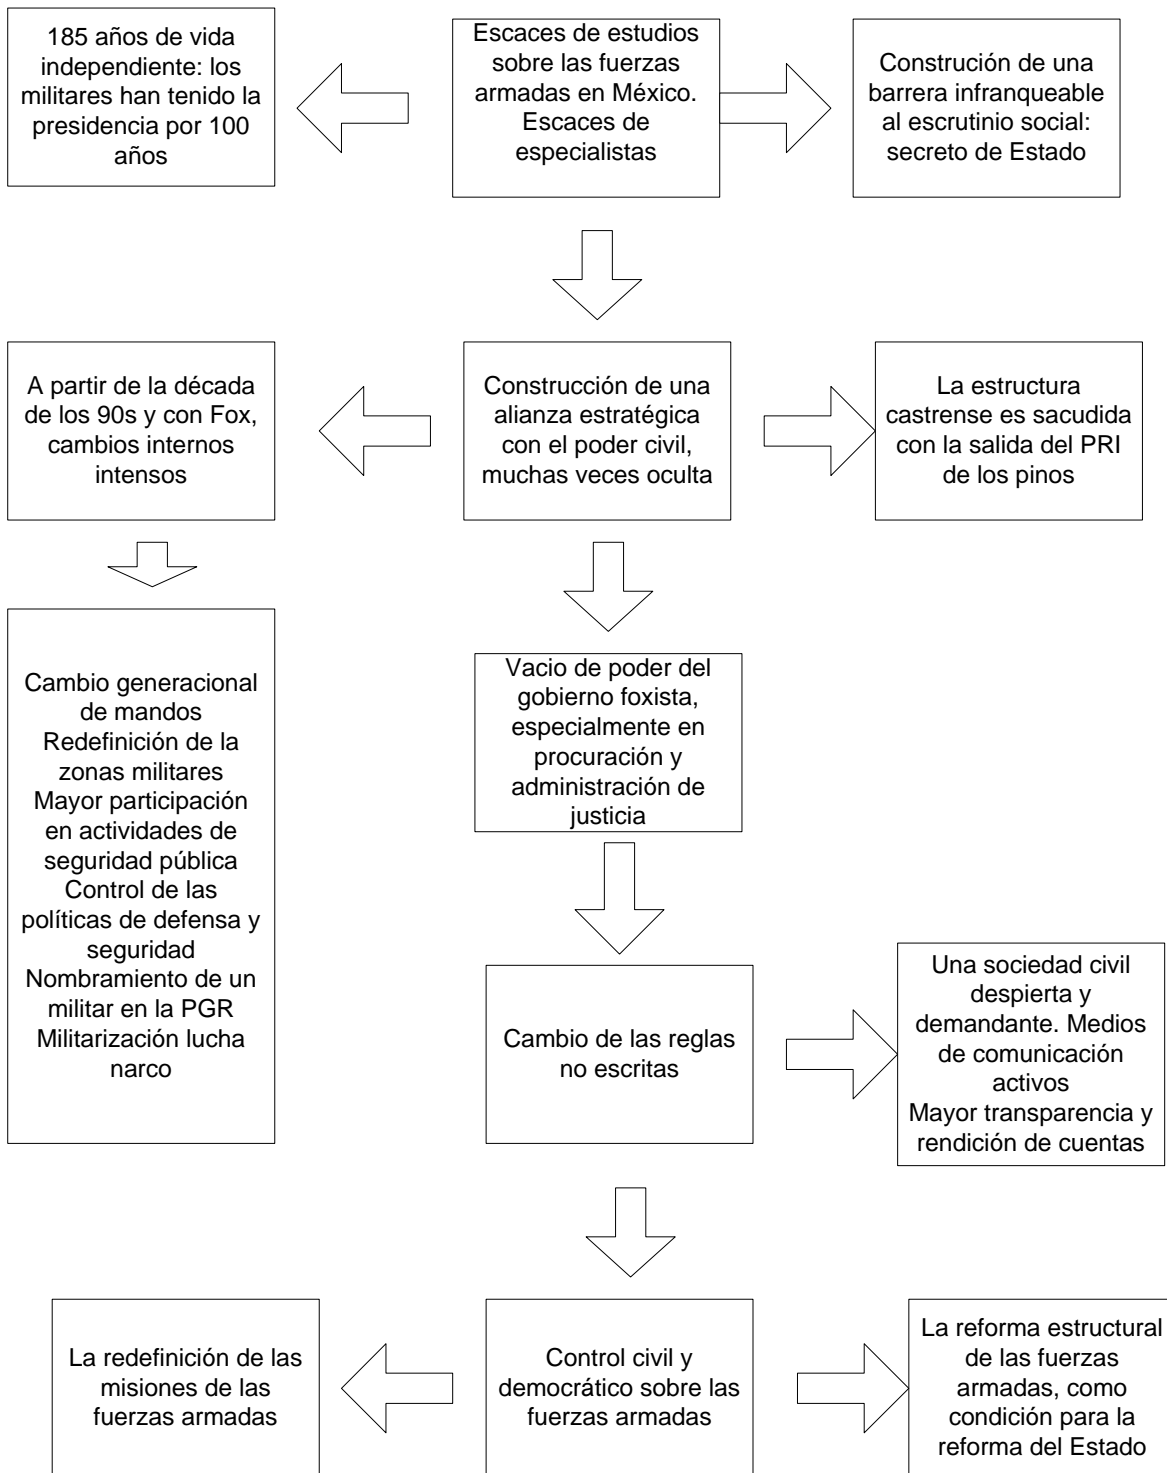 185 años de vida
independiente: los
militares han tenido la
presidencia por 100
años
Escaces de estudios
sobre las fuerzas
armadas en México.
Escaces de
especialistas
Construción de una
barrera infranqueable
al escrutinio social:
secreto de Estado
A partir de la década
de los 90s y con Fox,
cambios internos
intensos
Construcción de una
alianza estratégica
con el poder civil,
muchas veces oculta
La estructura
castrense es sacudida
con la salida del PRI
de los pinos
Cambio generacional
de mandos
Redefinición de la
zonas militares
Mayor participación
en actividades de
seguridad pública
Control de las
políticas de defensa y
seguridad
Nombramiento de un
militar en la PGR
Militarización lucha
narco
Vacio de poder del
gobierno foxista,
especialmente en
procuración y
administración de
justicia
Cambio de las reglas
no escritas
Una sociedad civil
despierta y
demandante. Medios
de comunicación
activos
Mayor transparencia y
rendición de cuentas
La redefinición de las
misiones de las
fuerzas armadas
Control civil y
democrático sobre las
fuerzas armadas
La reforma estructural
de las fuerzas
armadas, como
condición para la
reforma del Estado